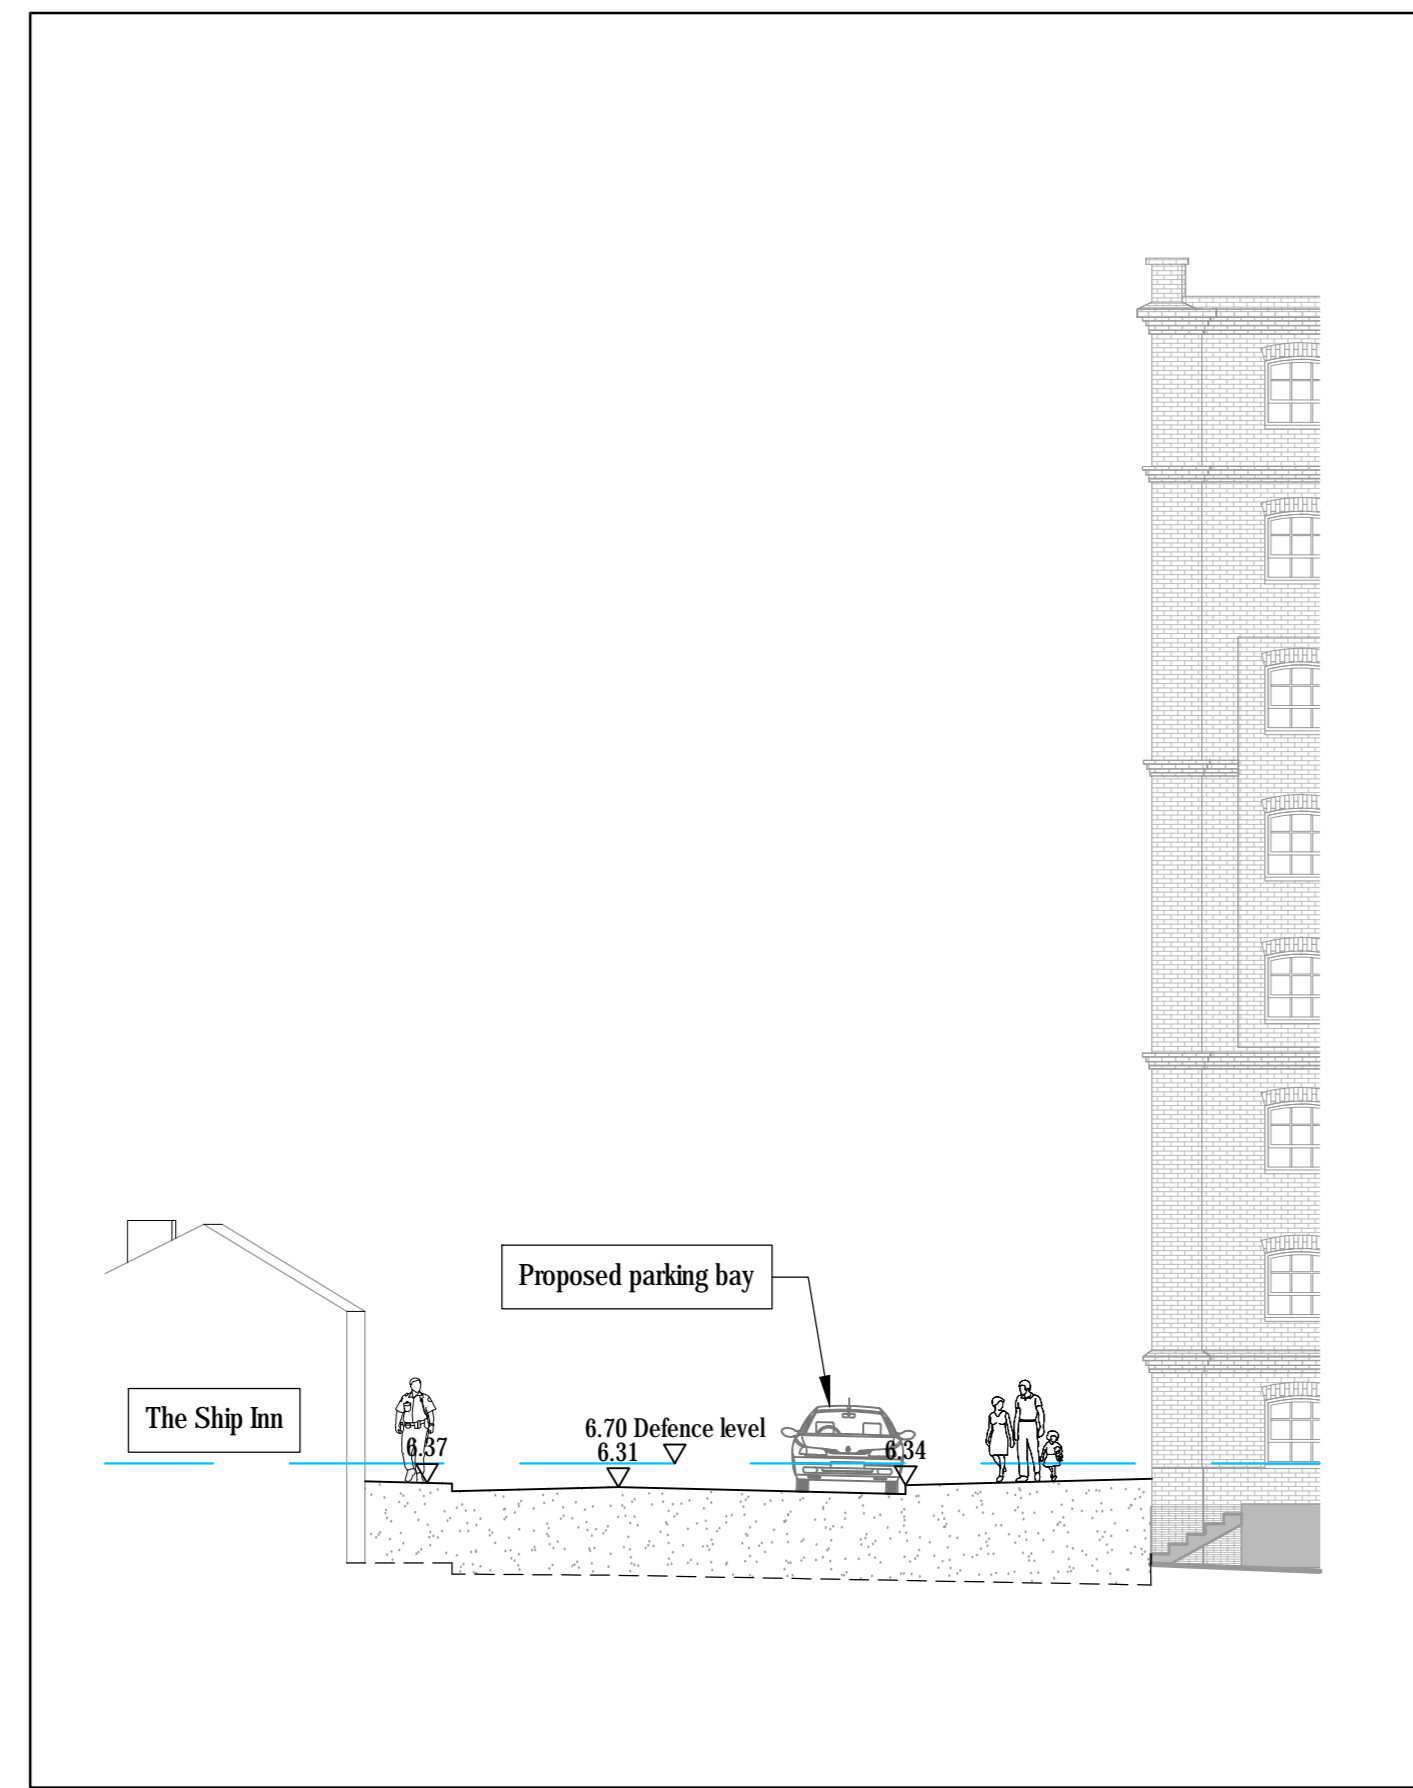 Proposed parking bay
The Ship Inn
6.70 Defence level
6.37
6.31
6.34